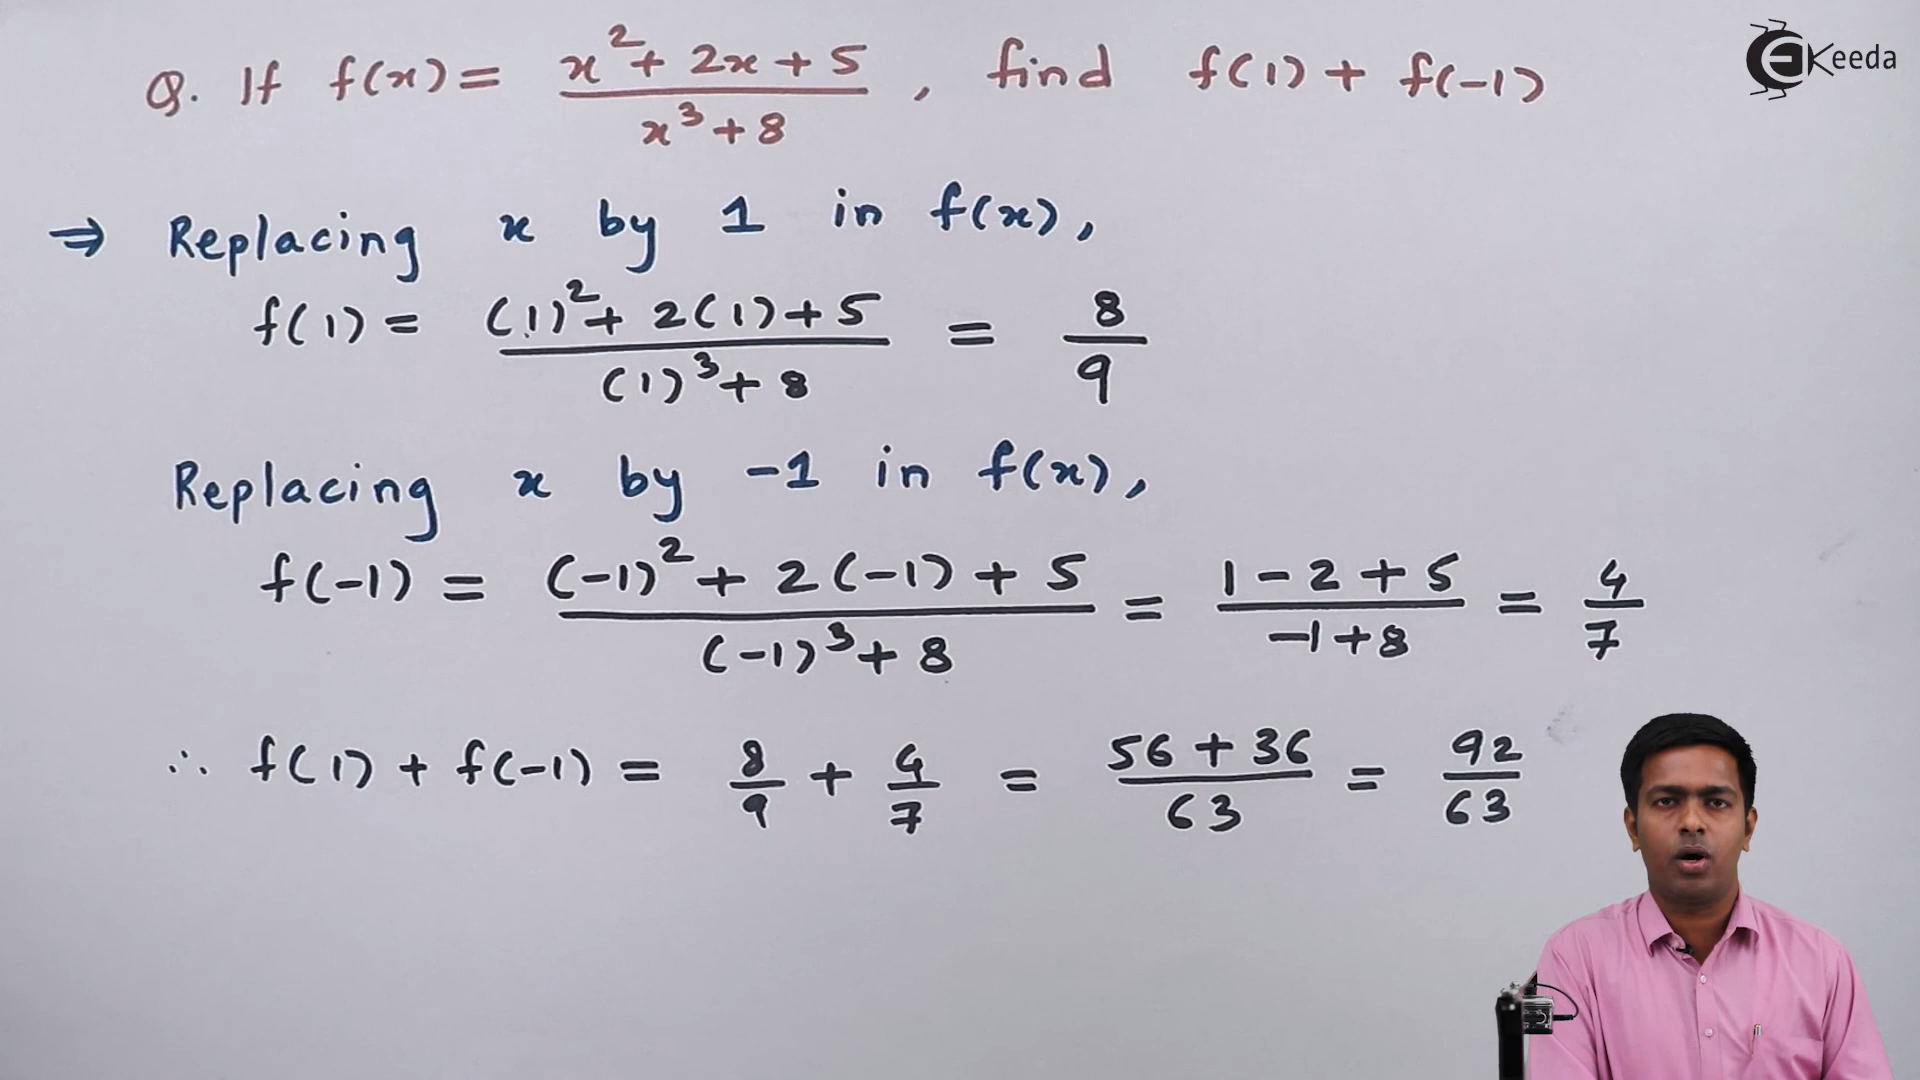 Q. If f(x) = (x² + 2x + 5)/(x³ + 8), find f(1) + f(-1)
EKeeda
⇒ Replacing x by 1 in f(x),
f(1) = ((1)² + 2(1) + 5)/((1)³ + 8) = 8/9
Replacing x by -1 in f(x),
f(-1) = ((-1)² + 2(-1) + 5)/((-1)³ + 8) = (1 - 2 + 5)/(-1 + 8) = 4/7
∴ f(1) + f(-1) = 8/9 + 4/7 = (56 + 36)/63 = 92/63